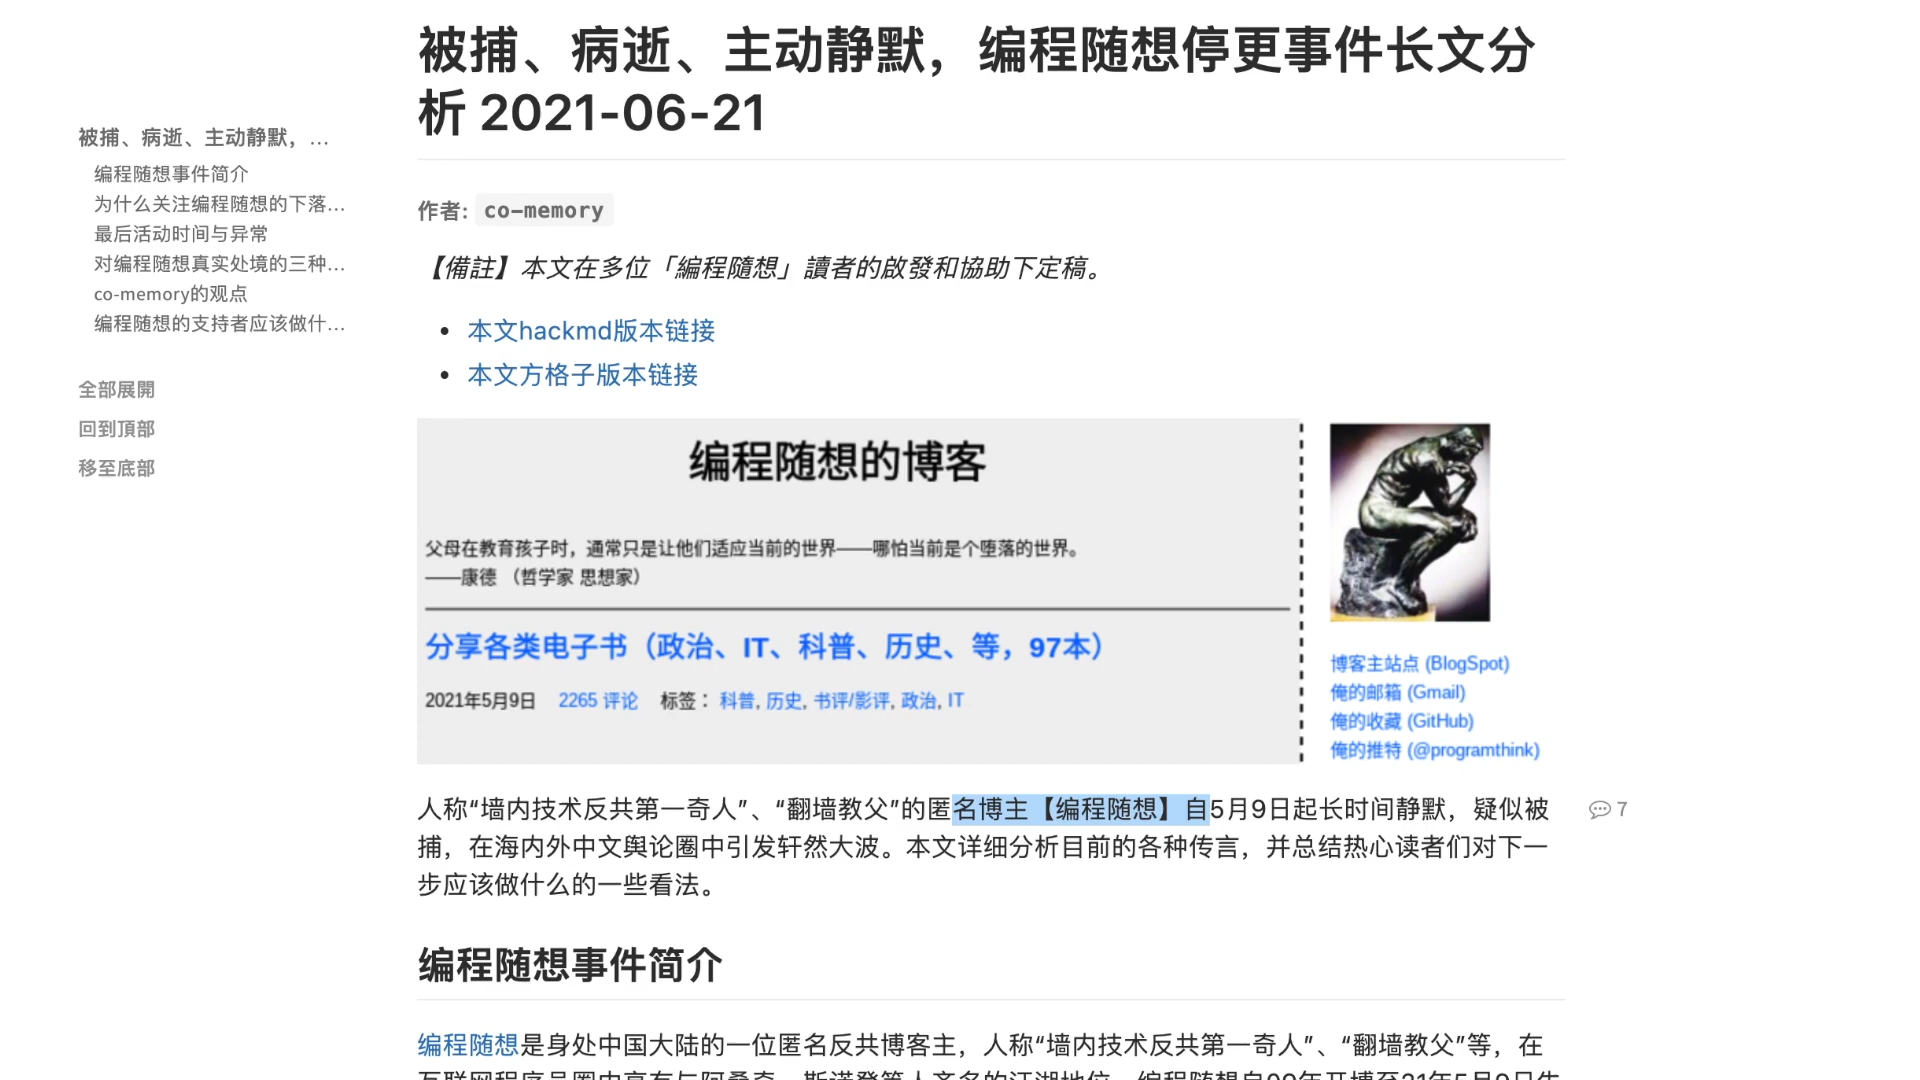 被捕、病逝、主动静默，编程随想停更事件长文分
析 2021-06-21
被捕、病逝、主动静默，...
编程随想事件简介
为什么关注编程随想的下落...
最后活动时间与异常
对编程随想真实处境的三种...
co-memory的观点
编程随想的支持者应该做什...
全部展開
回到頂部
移至底部
作者: co-memory
【備註】本文在多位「編程隨想」讀者的啟發和協助下定稿。
本文hackmd版本链接
本文方格子版本链接
编程随想的博客
父母在教育孩子时，通常只是让他们适应当前的世界——哪怕当前是个堕落的世界。
——康德 （哲学家 思想家）
分享各类电子书（政治、IT、科普、历史、等，97本）
2021年5月9日 2265 评论 标签： 科普, 历史, 书评/影评, 政治, IT
博客主站点 (BlogSpot)
俺的邮箱 (Gmail)
俺的收藏 (GitHub)
俺的推特 (@programthink)
人称“墙内技术反共第一奇人”、“翻墙教父”的匿名博主【编程随想】自5月9日起长时间静默，疑似被
捕，在海内外中文舆论圈中引发轩然大波。本文详细分析目前的各种传言，并总结热心读者们对下一
步应该做什么的一些看法。
7
编程随想事件简介
编程随想是身处中国大陆的一位匿名反共博客主，人称“墙内技术反共第一奇人”、“翻墙教父”等，在